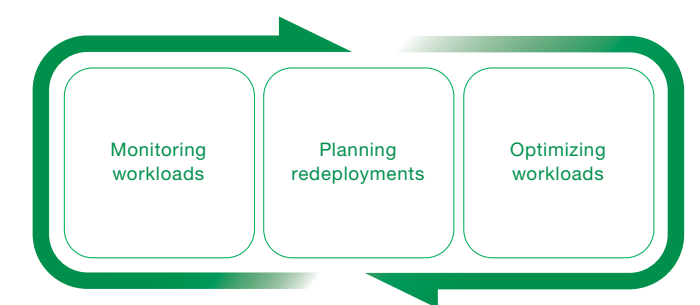 Monitoring
workloads
Planning
redeployments
Optimizing
workloads